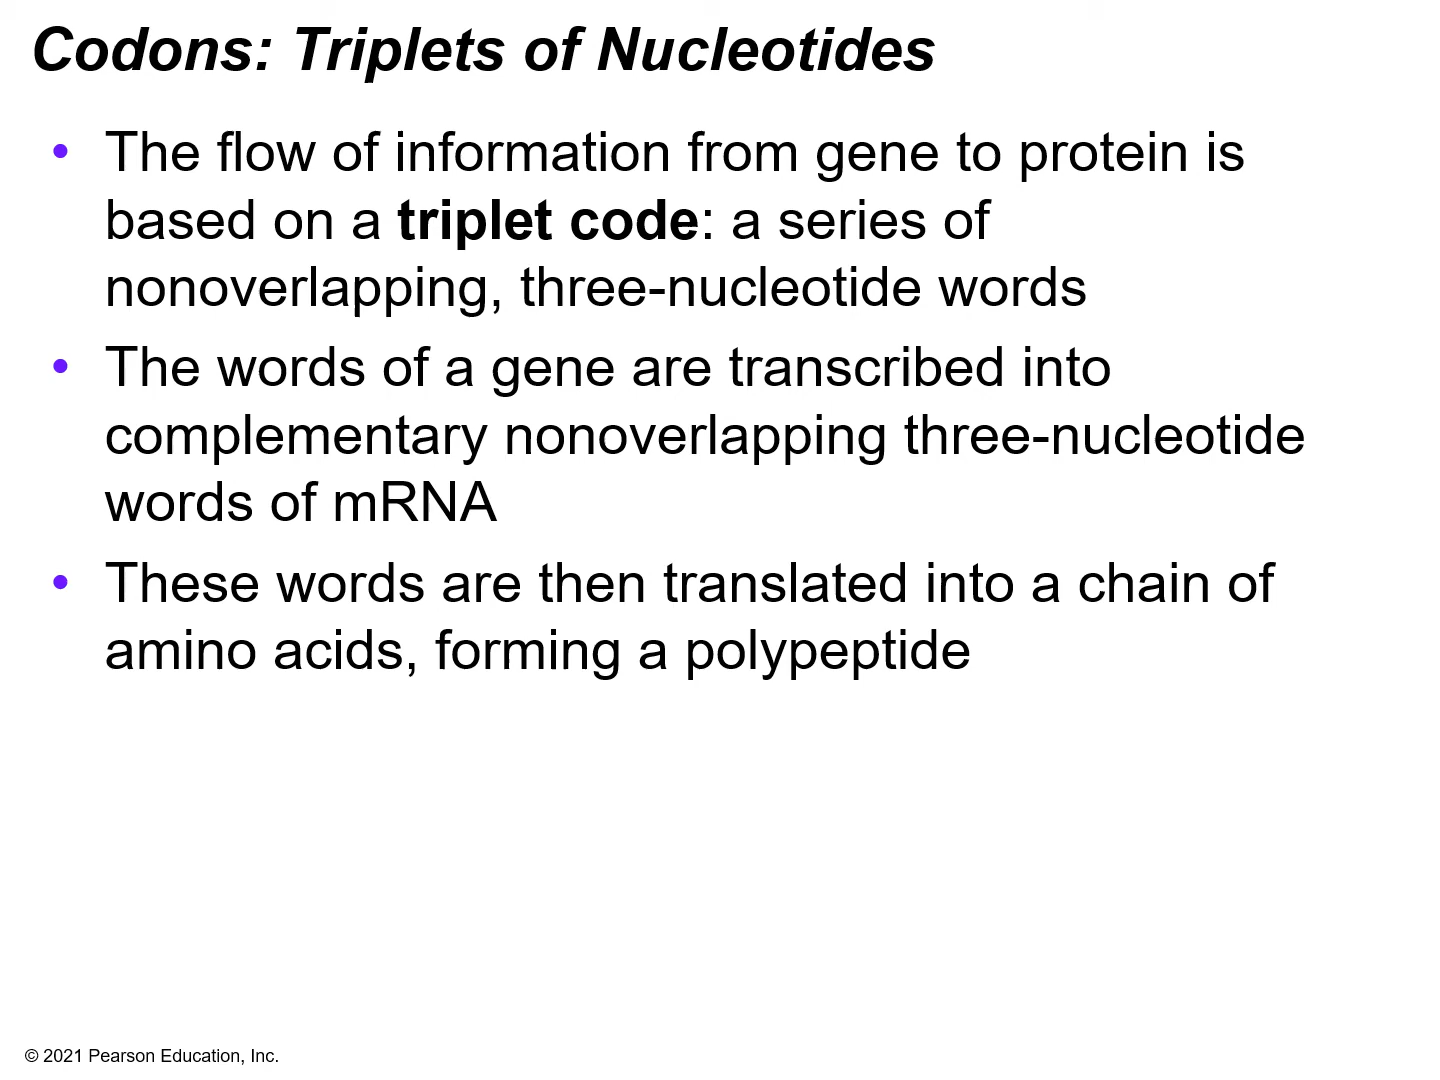 Codons: Triplets of Nucleotides
• The flow of information from gene to protein is
based on a triplet code: a series of
nonoverlapping, three-nucleotide words
• The words of a gene are transcribed into
complementary nonoverlapping three-nucleotide
words of mRNA
• These words are then translated into a chain of
amino acids, forming a polypeptide
© 2021 Pearson Education, Inc.